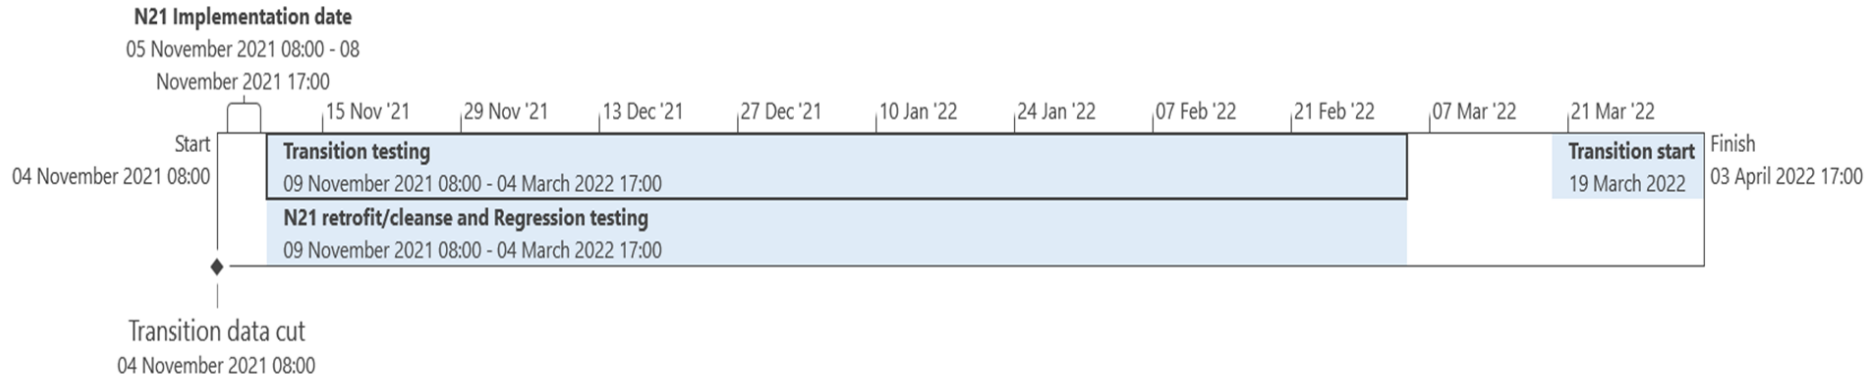 N21 Implementation date
05 November 2021 08:00 - 08
November 2021 17:00
15 Nov '21
29 Nov '21
13 Dec '21
27 Dec '21
10 Jan '22
24 Jan '22
07 Feb '22
21 Feb '22
07 Mar '22
21 Mar '22
Start
04 November 2021 08:00
Transition testing
09 November 2021 08:00 - 04 March 2022 17:00
Transition start
19 March 2022
Finish
03 April 2022 17:00
N21 retrofit/cleanse and Regression testing
09 November 2021 08:00 - 04 March 2022 17:00
Transition data cut
04 November 2021 08:00